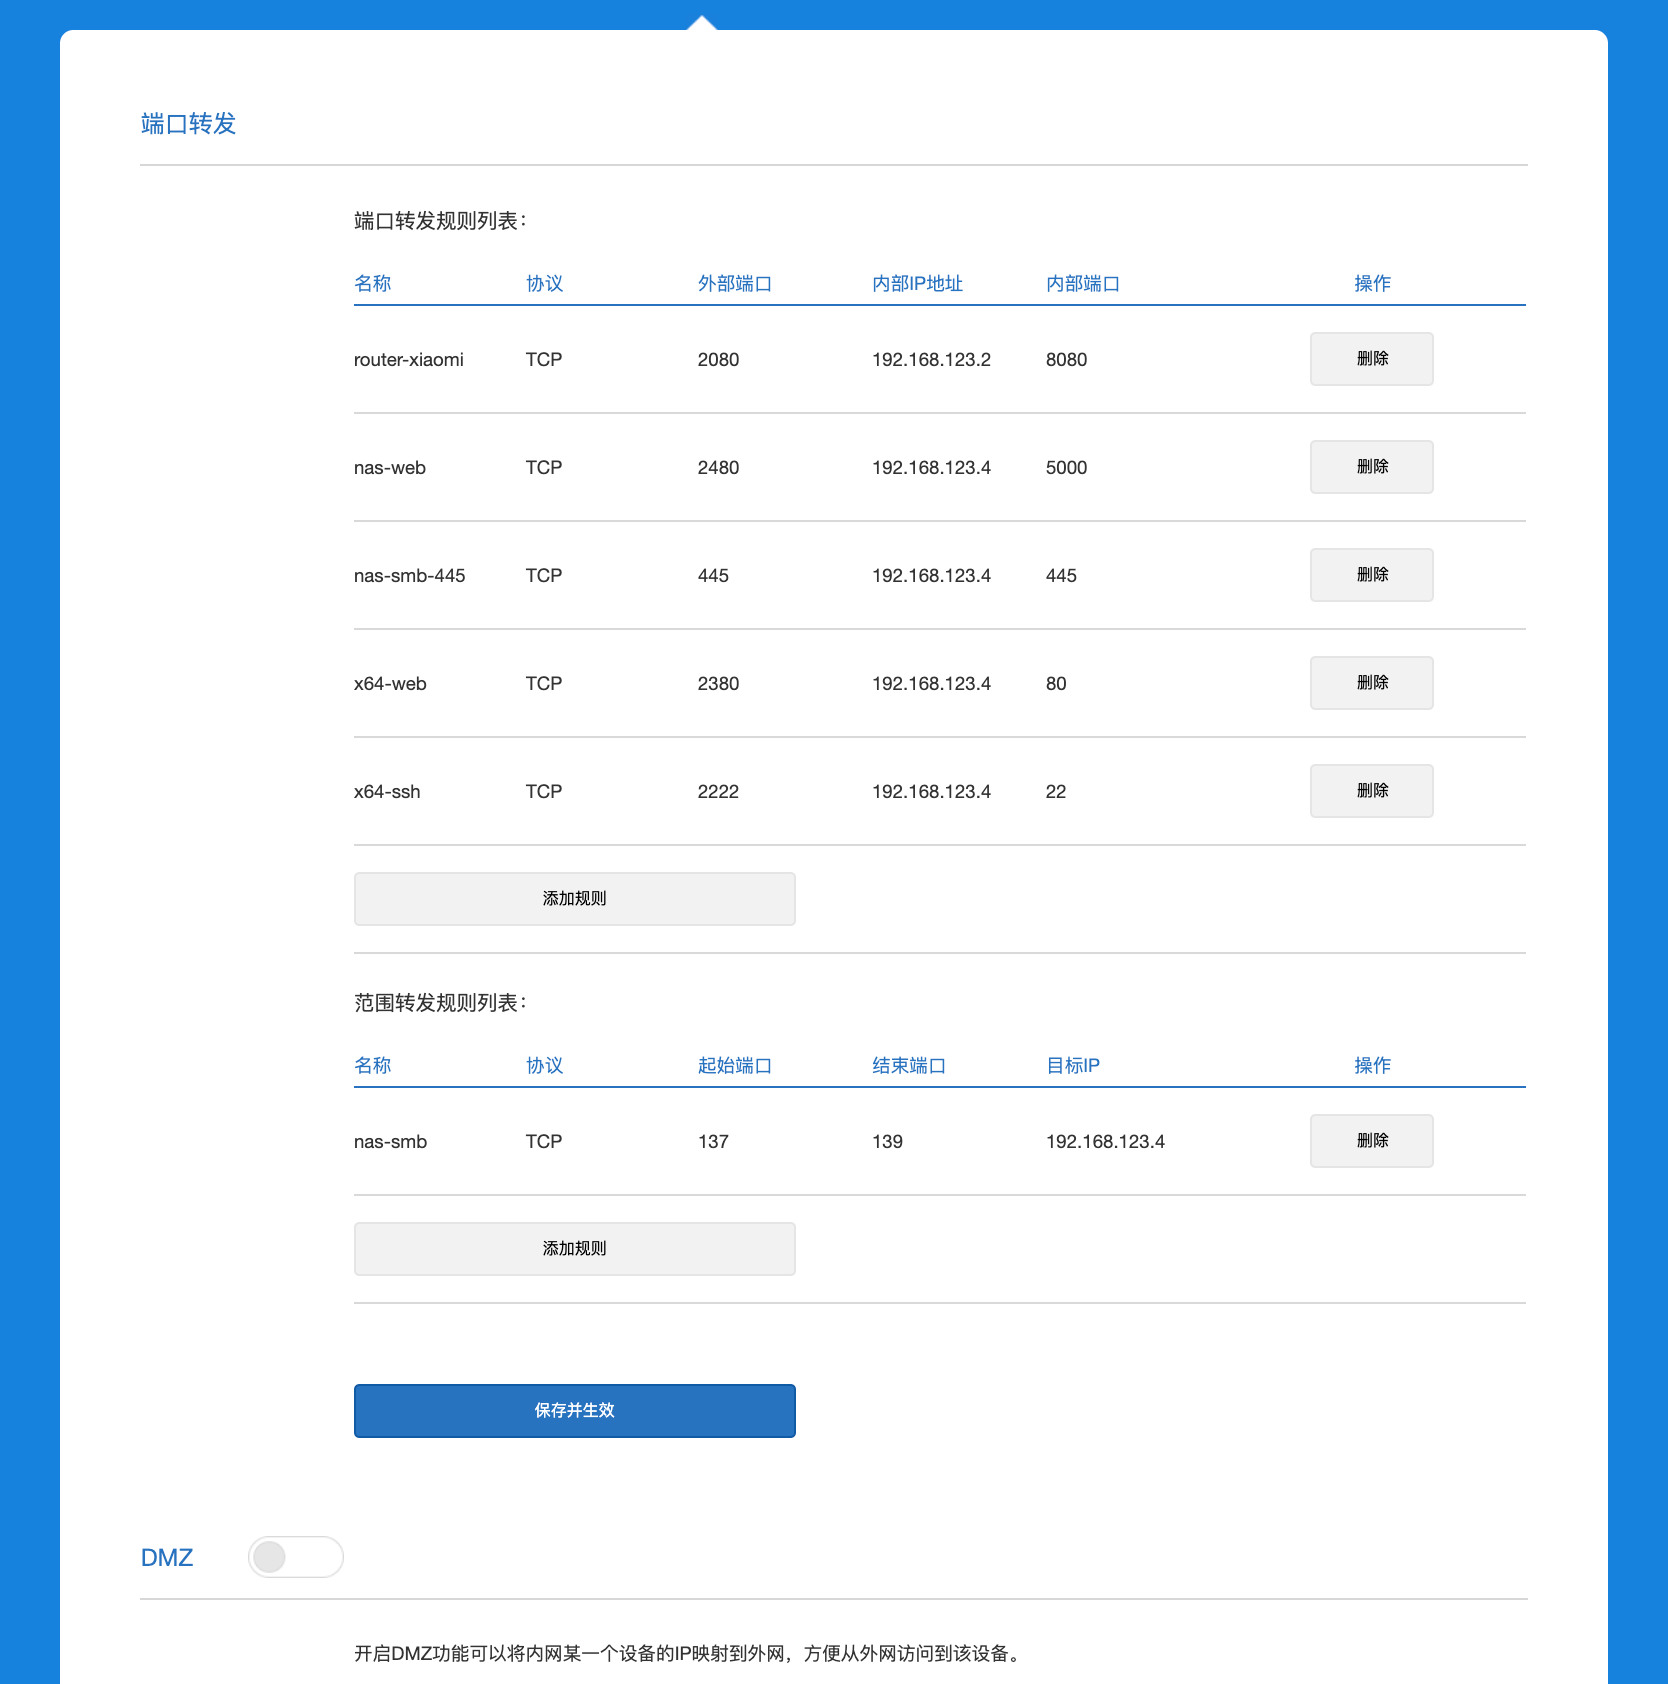 端口转发
端口转发规则列表：
名称 协议 外部端口 内部IP地址 内部端口 操作
router-xiaomi TCP 2080 192.168.123.2 8080 删除
nas-web TCP 2480 192.168.123.4 5000 删除
nas-smb-445 TCP 445 192.168.123.4 445 删除
x64-web TCP 2380 192.168.123.4 80 删除
x64-ssh TCP 2222 192.168.123.4 22 删除
添加规则
范围转发规则列表：
名称 协议 起始端口 结束端口 目标IP 操作
nas-smb TCP 137 139 192.168.123.4 删除
添加规则
保存并生效
DMZ
开启DMZ功能可以将内网某一个设备的IP映射到外网，方便从外网访问到该设备。